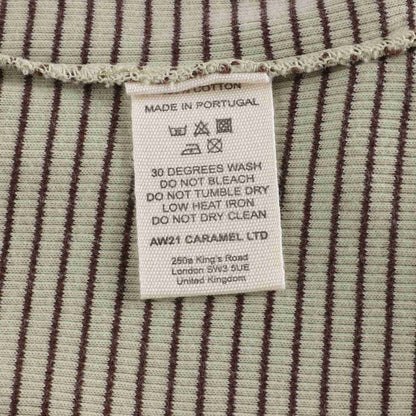 COTTON
MADE IN PORTUGAL
30 DEGREES WASH
DO NOT BLEACH
DO NOT TUMBLE DRY
LOW HEAT IRON
DO NOT DRY CLEAN
AW21 CARAMEL LTD
250a King's Road
London SW3 5UE
United Kingdom